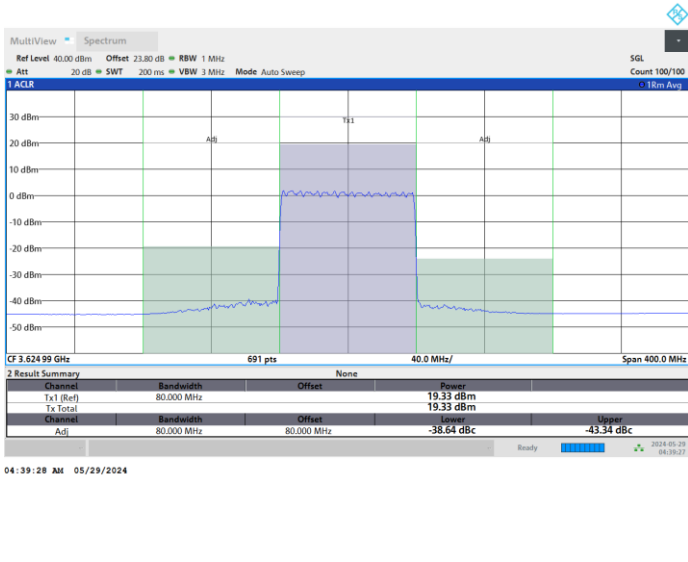 MultiView Spectrum
Ref Level 40.00 dBm Offset 23.80 dB RBW 1 MHz SGL
Att 20 dB SWT 200 ms VBW 3 MHz Mode Auto Sweep Count 100/100
1 ACLR 1Rm Avg
30 dBm
Tx1
Adj Adj
20 dBm
10 dBm
0 dBm
-10 dBm
-20 dBm
-30 dBm
-40 dBm
-50 dBm
CF 3.624 99 GHz 691 pts 40.0 MHz/ Span 400.0 MHz
2 Result Summary None
Channel Bandwidth Offset Power
Tx1 (Ref) 80.000 MHz 19.33 dBm
Tx Total 19.33 dBm
Channel Bandwidth Offset Lower Upper
Adj 80.000 MHz 80.000 MHz -38.64 dBc -43.34 dBc
Ready 2024-05-29
04:39:27
04:39:28 AM 05/29/2024